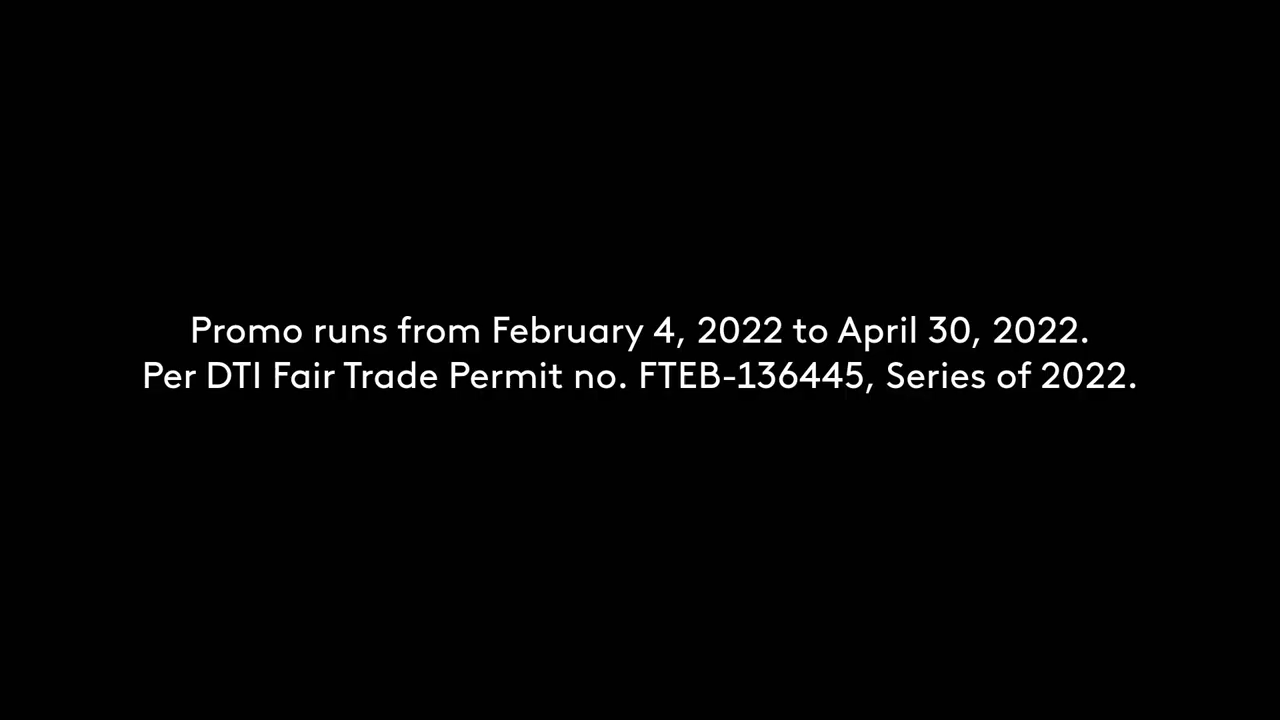 Promo runs from February 4, 2022 to April 30, 2022.
Per DTI Fair Trade Permit no. FTEB-136445, Series of 2022.